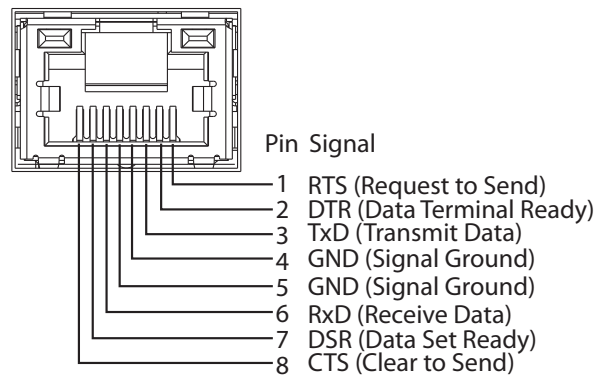 Pin Signal
1 RTS (Request to Send)
2 DTR (Data Terminal Ready)
3 TxD (Transmit Data)
4 GND (Signal Ground)
5 GND (Signal Ground)
6 RxD (Receive Data)
7 DSR (Data Set Ready)
8 CTS (Clear to Send)